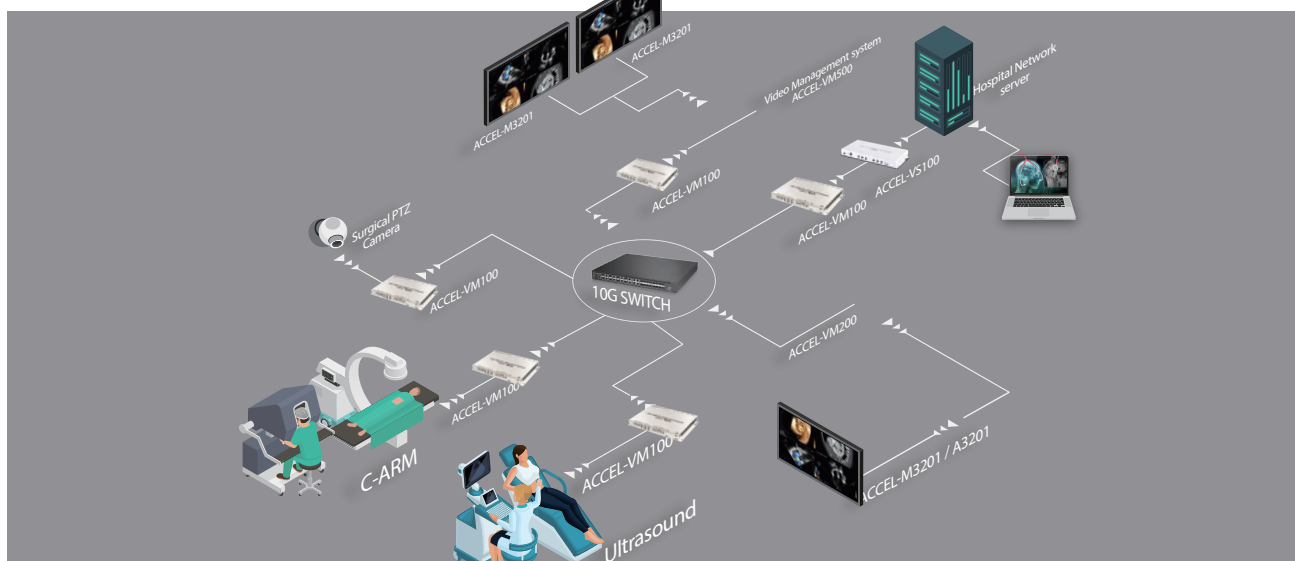 ACCEL-M3201
ACCEL-M3201
Video Management system
ACCEL-VM500
Hospital Network
server
ACCEL-VM100
ACCEL-VS100
ACCEL-VM100
Surgical PTZ
Camera
ACCEL-VM100
10G SWITCH
ACCEL-VM200
ACCEL-VM100
ACCEL-VM100
ACCEL-M3201 / A3201
C-ARM
Ultrasound